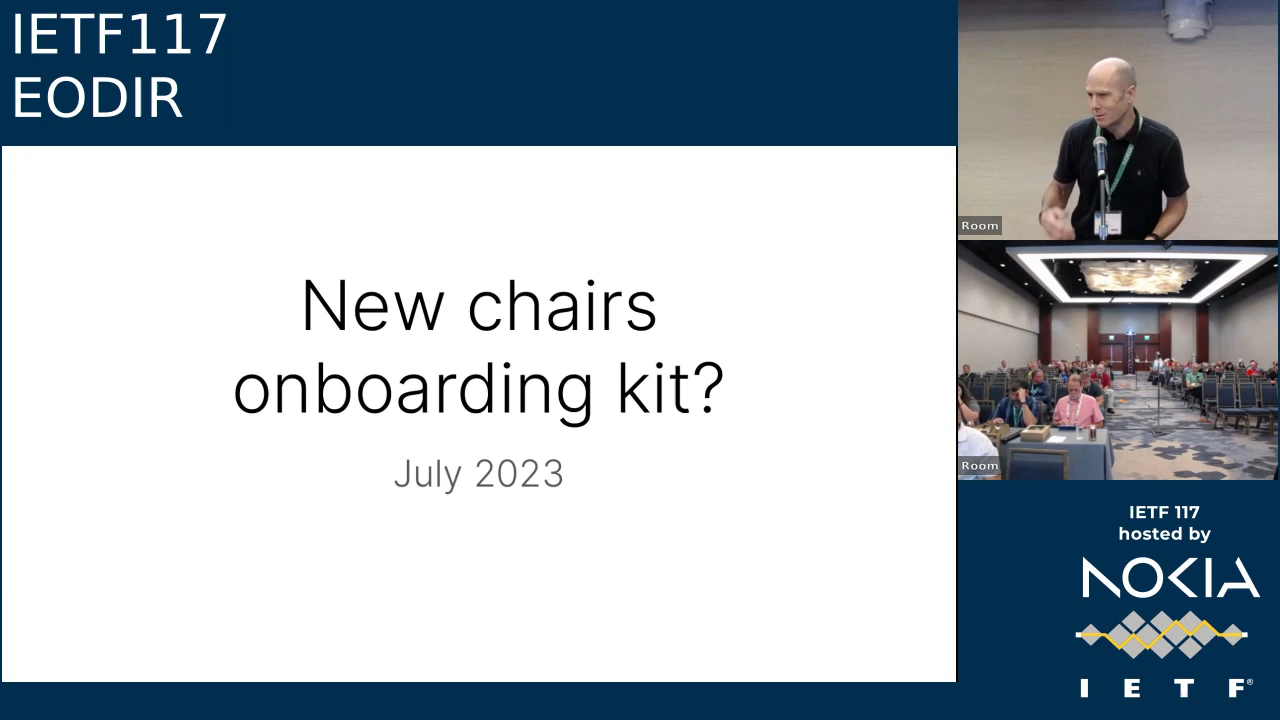 IETF117
EODIR
New chairs
onboarding kit?
July 2023
Room
Room
IETF 117
hosted by
NOKIA
I E T F®